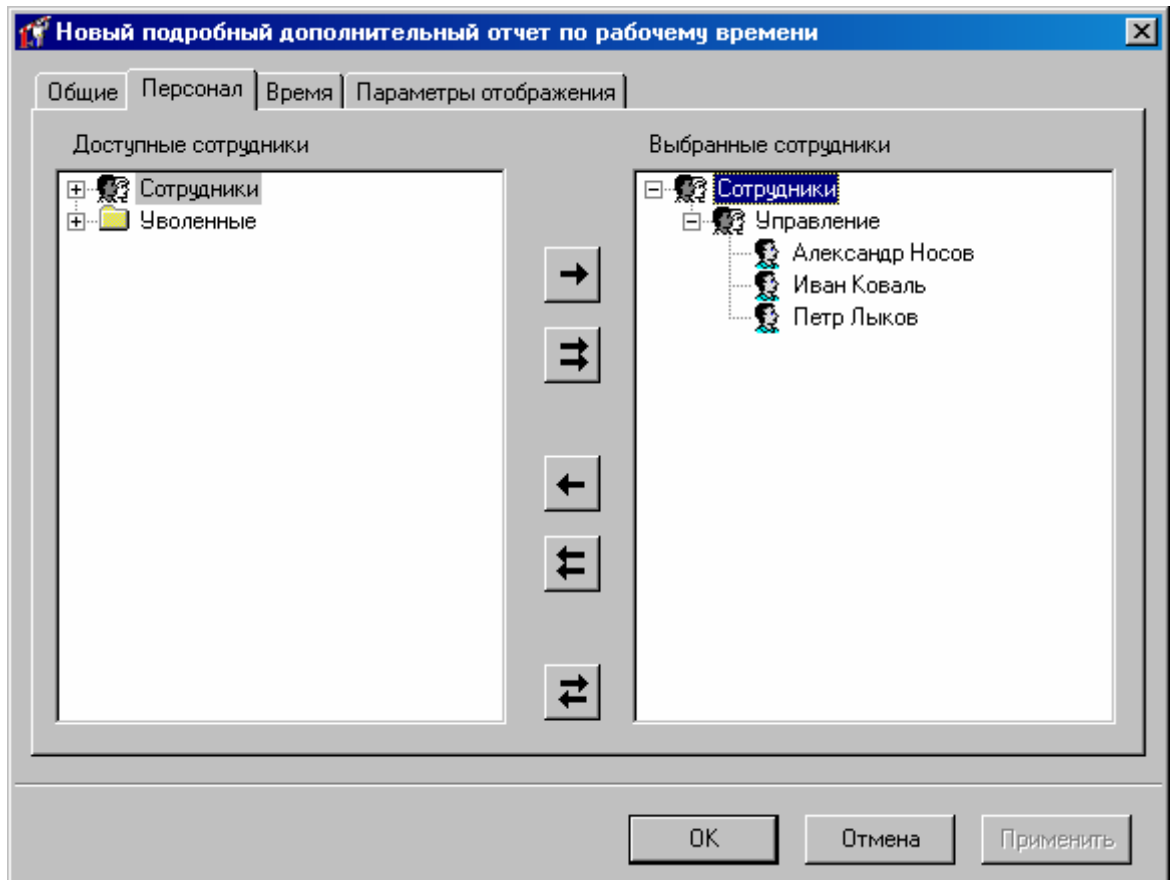 Новый подробный дополнительный отчет по рабочему времени
Общие Персонал Время Параметры отображения
Доступные сотрудники
Сотрудники
Уволенные
Выбранные сотрудники
Сотрудники
Управление
Александр Носов
Иван Коваль
Петр Лыков
OK Отмена Применить